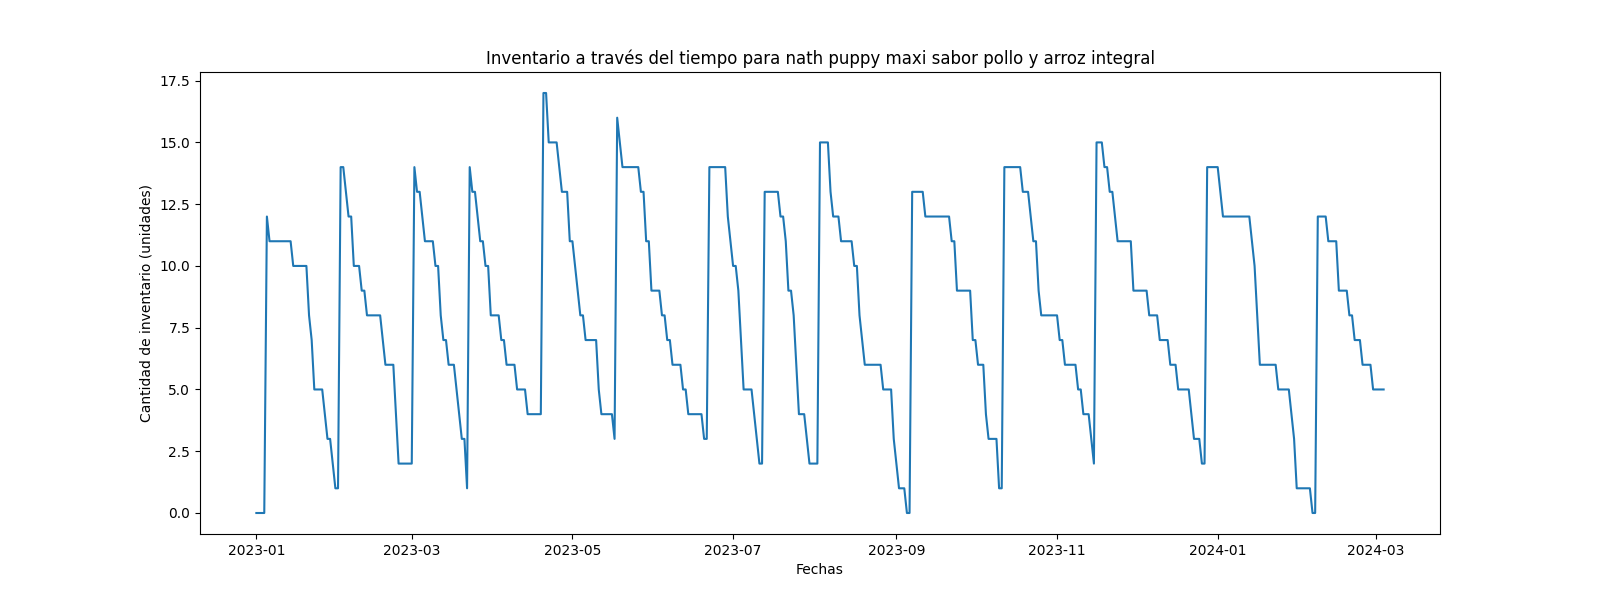 Inventario a través del tiempo para nath puppy maxi sabor pollo y arroz integral
Cantidad de inventario (unidades)
17.5
15.0
12.5
10.0
7.5
5.0
2.5
0.0
2023-01 2023-03 2023-05 2023-07 2023-09 2023-11 2024-01 2024-03
Fechas